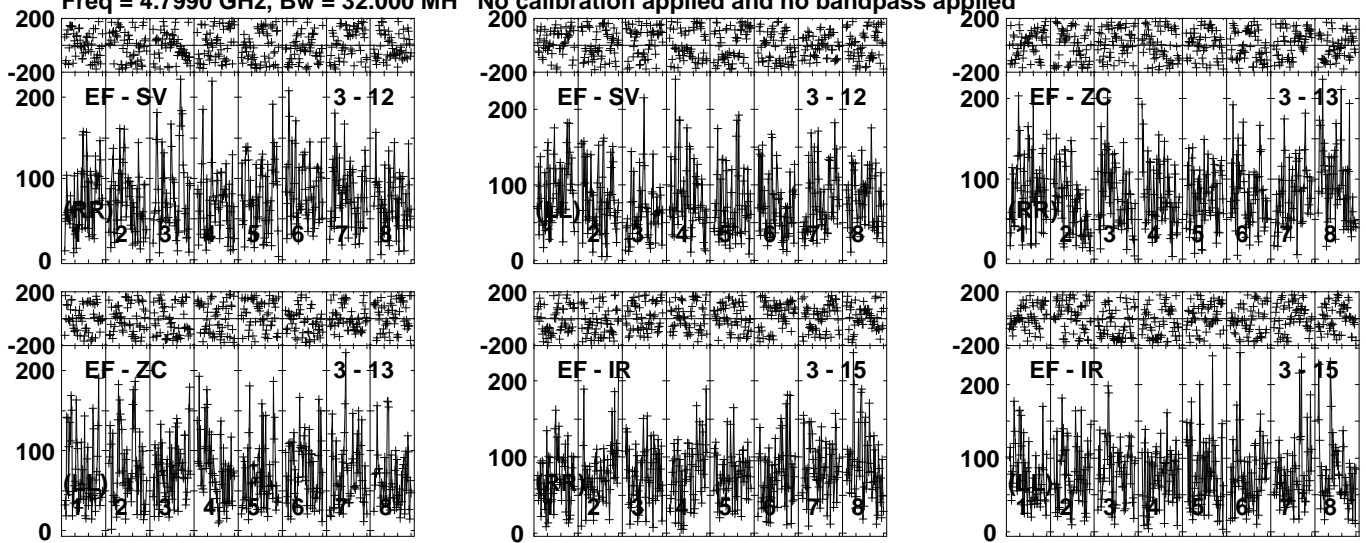 Freq = 4.7990 GHz, Bw = 32.000 MH No calibration applied and no bandpass applied
200
-200
200
EF - SV 3 - 12
100
(RR)
1 2 3 4 5 6 7 8
0
200
-200
200
EF - SV 3 - 12
100
(LL)
1 2 3 4 5 6 7 8
0
200
-200
200
EF - ZC 3 - 13
100
(RR)
1 2 3 4 5 6 7 8
0
200
-200
200
EF - ZC 3 - 13
100
(LL)
1 2 3 4 5 6 7 8
0
200
-200
200
EF - IR 3 - 15
100
(RR)
1 2 3 4 5 6 7 8
0
200
-200
200
EF - IR 3 - 15
100
(LL)
1 2 3 4 5 6 7 8
0